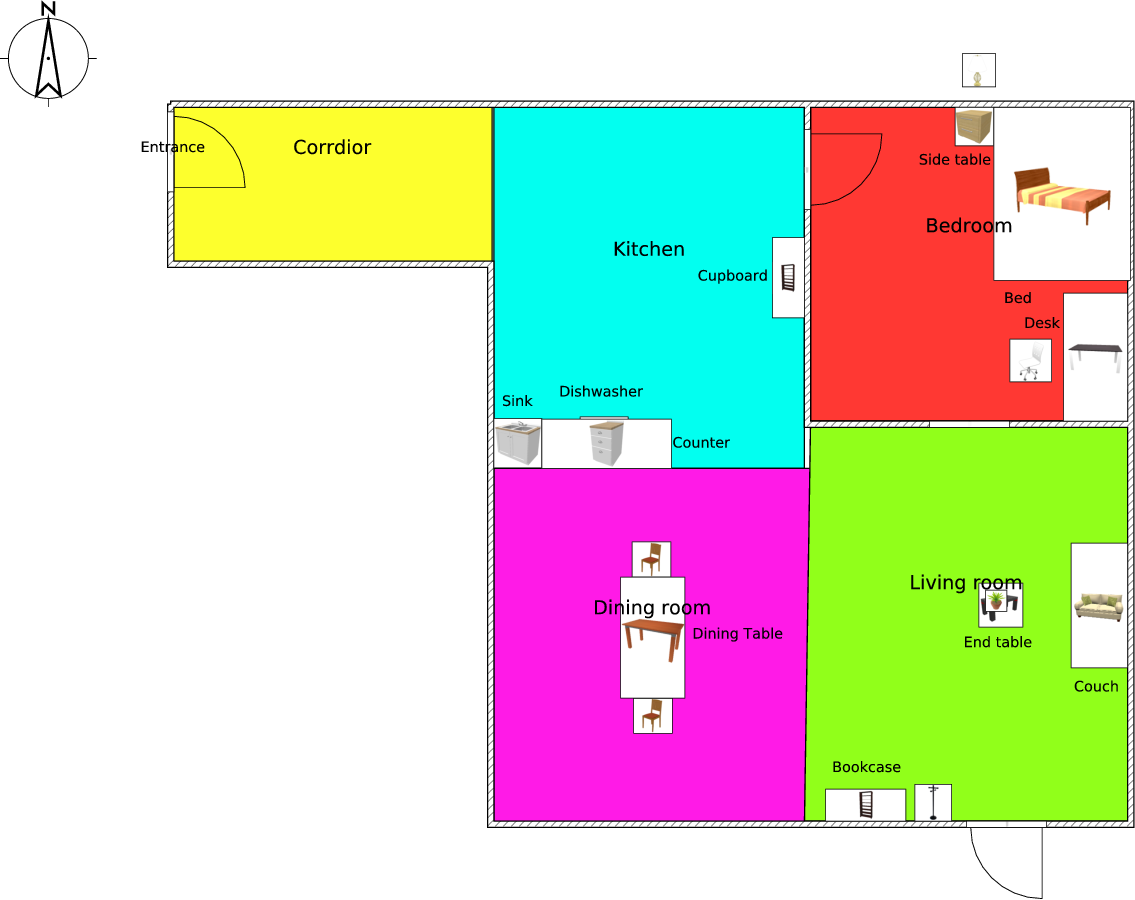 N
Entrance
Corrdior
Side table
Bedroom
Kitchen
Cupboard
Bed
Desk
Sink
Dishwasher
Counter
Living room
Dining room
Dining Table
End table
Couch
Bookcase